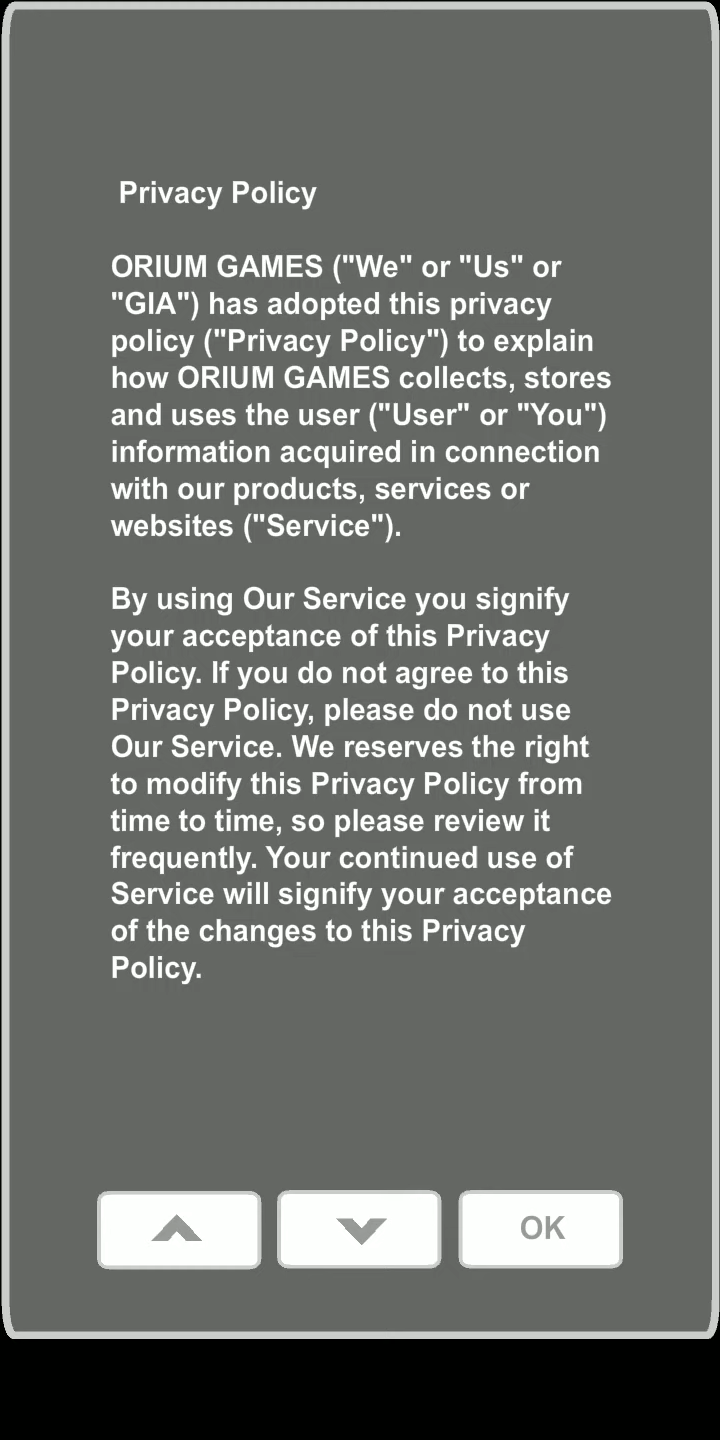 Privacy Policy
ORIUM GAMES ("We" or "Us" or
"GIA") has adopted this privacy
policy ("Privacy Policy") to explain
how ORIUM GAMES collects, stores
and uses the user ("User" or "You")
information acquired in connection
with our products, services or
websites ("Service").
By using Our Service you signify
your acceptance of this Privacy
Policy. If you do not agree to this
Privacy Policy, please do not use
Our Service. We reserves the right
to modify this Privacy Policy from
time to time, so please review it
frequently. Your continued use of
Service will signify your acceptance
of the changes to this Privacy
Policy.
OK